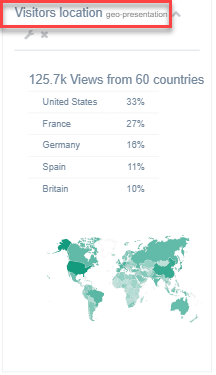 Visitors location geo-presentation
125.7k Views from 60 countries
United States 33%
France 27%
Germany 16%
Spain 11%
Britain 10%